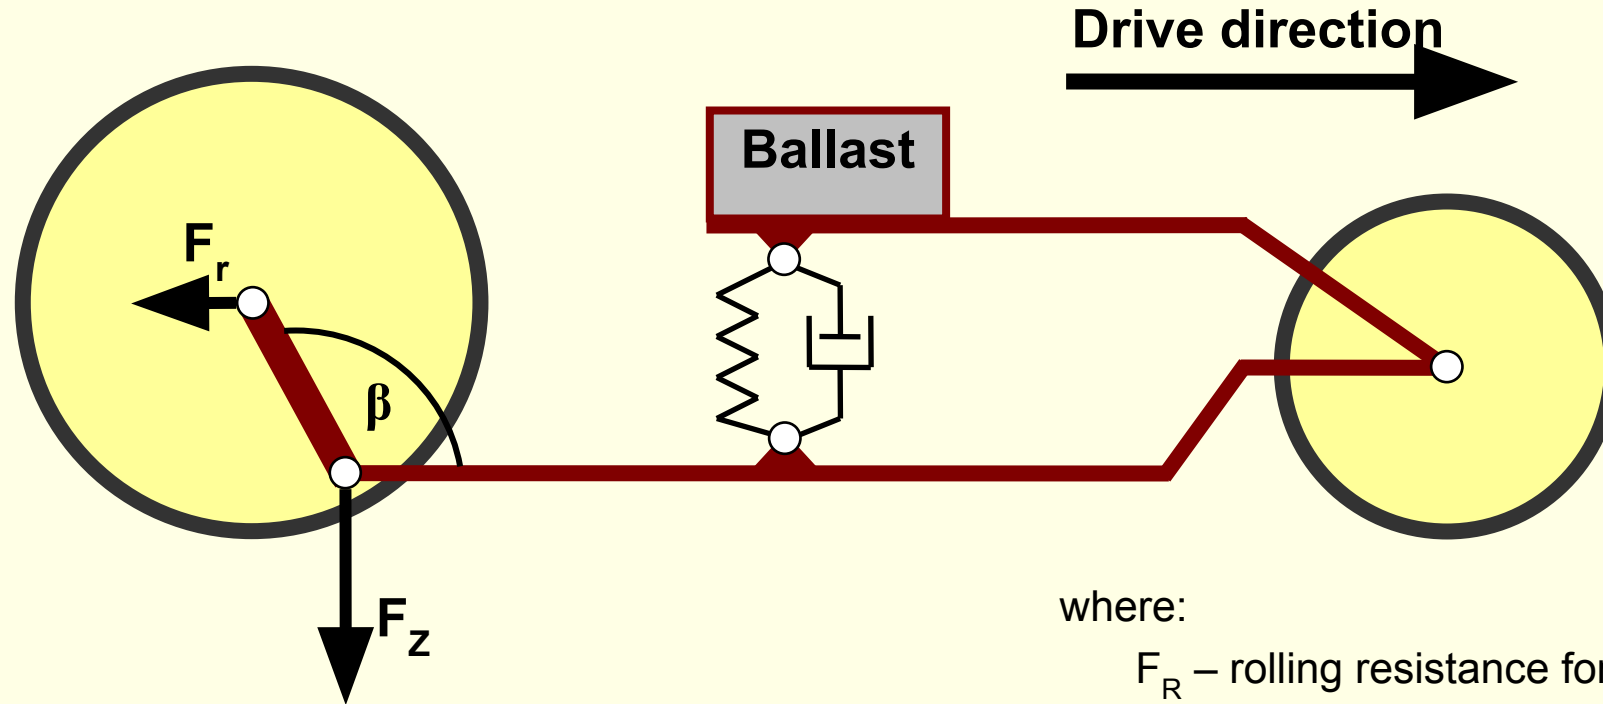 Drive direction
Ballast
Fr
β
FZ
where:
FR – rolling resistance